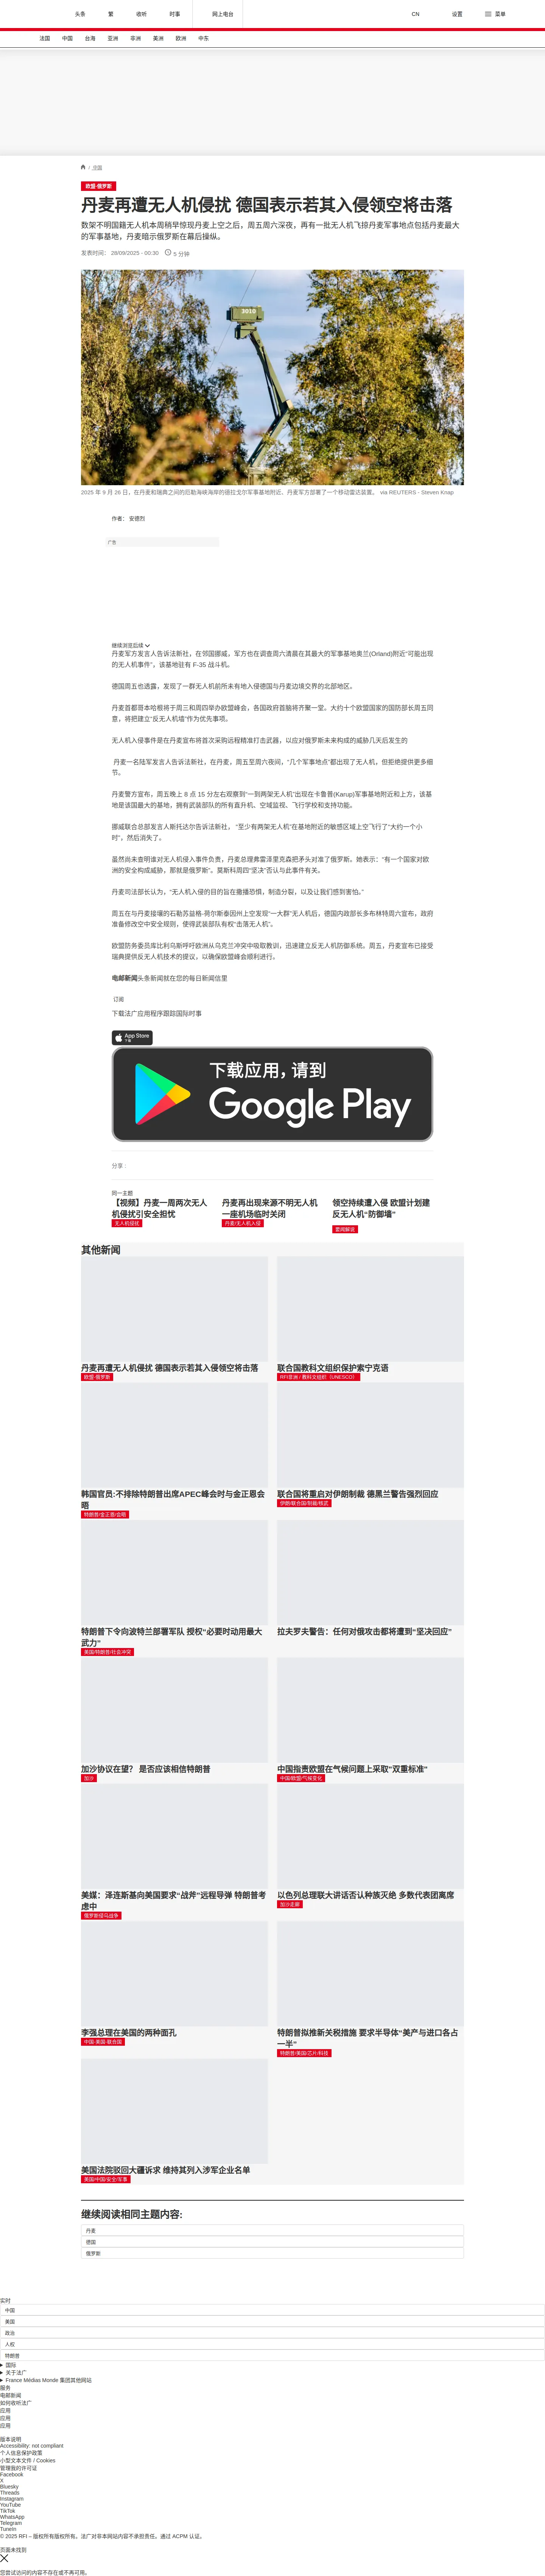 头条
繁
收听
时事
网上电台
CN
设置
菜单
法国
中国
台海
亚洲
非洲
美洲
欧洲
中东
/ 中国
欧盟·俄罗斯
丹麦再遭无人机侵扰 德国表示若其入侵领空将击落
数架不明国籍无人机本周稍早惊现丹麦上空之后，周五周六深夜，再有一批无人机飞掠丹麦军事地点包括丹麦最大的军事基地，丹麦暗示俄罗斯在幕后操纵。
发表时间： 28/09/2025 - 00:30
5 分钟
3010
2025 年 9 月 26 日，在丹麦和瑞典之间的厄勒海峡海岸的德拉戈尔军事基地附近，丹麦军方部署了一个移动雷达装置。 via REUTERS - Steven Knap
作者： 安德烈
广告
继续浏览后续
丹麦军方发言人告诉法新社，在邻国挪威，军方也在调查周六清晨在其最大的军事基地奥兰(Orland)附近“可能出现的无人机事件”，该基地驻有 F-35 战斗机。
德国周五也透露，发现了一群无人机前所未有地入侵德国与丹麦边境交界的北部地区。
丹麦首都哥本哈根将于周三和周四举办欧盟峰会，各国政府首脑将齐聚一堂。大约十个欧盟国家的国防部长周五同意，将把建立“反无人机墙”作为优先事项。
无人机入侵事件是在丹麦宣布将首次采购远程精准打击武器，以应对俄罗斯未来构成的威胁几天后发生的
丹麦一名陆军发言人告诉法新社，在丹麦，周五至周六夜间，“几个军事地点”都出现了无人机，但拒绝提供更多细节。
丹麦警方宣布，周五晚上 8 点 15 分左右观察到“一到两架无人机”出现在卡鲁普(Karup)军事基地附近和上方，该基地是该国最大的基地，拥有武装部队的所有直升机、空域监视、飞行学校和支持功能。
挪威联合总部发言人斯托达尔告诉法新社， “至少有两架无人机”在基地附近的敏感区域上空飞行了“大约一个小时”，然后消失了。
虽然尚未查明谁对无人机侵入事件负责，丹麦总理弗雷泽里克森把矛头对准了俄罗斯。她表示：“有一个国家对欧洲的安全构成威胁，那就是俄罗斯”。莫斯科周四“坚决”否认与此事件有关。
丹麦司法部长认为，“无人机入侵的目的旨在撒播恐惧，制造分裂，以及让我们感到害怕。”
周五在与丹麦接壤的石勒苏益格-荷尔斯泰因州上空发现“一大群”无人机后，德国内政部长多布林特周六宣布，政府准备修改空中安全规则，使得武装部队有权“击落无人机”。
欧盟防务委员库比利乌斯呼吁欧洲从乌克兰冲突中吸取教训，迅速建立反无人机防御系统。周五，丹麦宣布已接受瑞典提供反无人机技术的提议，以确保欧盟峰会顺利进行。
电邮新闻头条新闻就在您的每日新闻信里
订阅
下载法广应用程序跟踪国际时事
App Store
下载
下载应用，请到
Google Play
分享 :
同一主题
【视频】丹麦一周两次无人机侵扰引安全担忧
无人机侵扰
丹麦再出现来源不明无人机 一座机场临时关闭
丹麦/无人机入侵
领空持续遭入侵 欧盟计划建反无人机“防御墙”
要闻解说
其他新闻
丹麦再遭无人机侵扰 德国表示若其入侵领空将击落
欧盟·俄罗斯
联合国教科文组织保护索宁克语
RFI非洲 / 教科文组织（UNESCO）
韩国官员:不排除特朗普出席APEC峰会时与金正恩会晤
特朗普/金正恩/会晤
联合国将重启对伊朗制裁 德黑兰警告强烈回应
伊朗/联合国/制裁/核武
特朗普下令向波特兰部署军队 授权“必要时动用最大武力”
美国/特朗普/社会冲突
拉夫罗夫警告：任何对俄攻击都将遭到“坚决回应”
加沙协议在望？ 是否应该相信特朗普
加沙
中国指责欧盟在气候问题上采取“双重标准”
中国/欧盟/气候变化
美媒：泽连斯基向美国要求“战斧”远程导弹 特朗普考虑中
俄罗斯侵乌战争
以色列总理联大讲话否认种族灭绝 多数代表团离席
加沙走廊
李强总理在美国的两种面孔
中国-美国-联合国
特朗普拟推新关税措施 要求半导体“美产与进口各占一半”
特朗普/美国/芯片/科技
美国法院驳回大疆诉求 维持其列入涉军企业名单
美国/中国/安全/军事
继续阅读相同主题内容:
丹麦
德国
俄罗斯
实时
中国
美国
政治
人权
特朗普
国际
关于法广
France Médias Monde 集团其他网站
服务
电邮新闻
如何收听法广
应用
应用
应用
版本说明
Accessibility: not compliant
个人信息保护政策
小型文本文件 / Cookies
管理我的许可证
Facebook
X
Bluesky
Threads
Instagram
YouTube
TikTok
WhatsApp
Telegram
TuneIn
© 2025 RFI – 版权所有版权所有。法广对非本网站内容不承担责任。通过 ACPM 认证。
页面未找到
您尝试访问的内容不存在或不再可用。